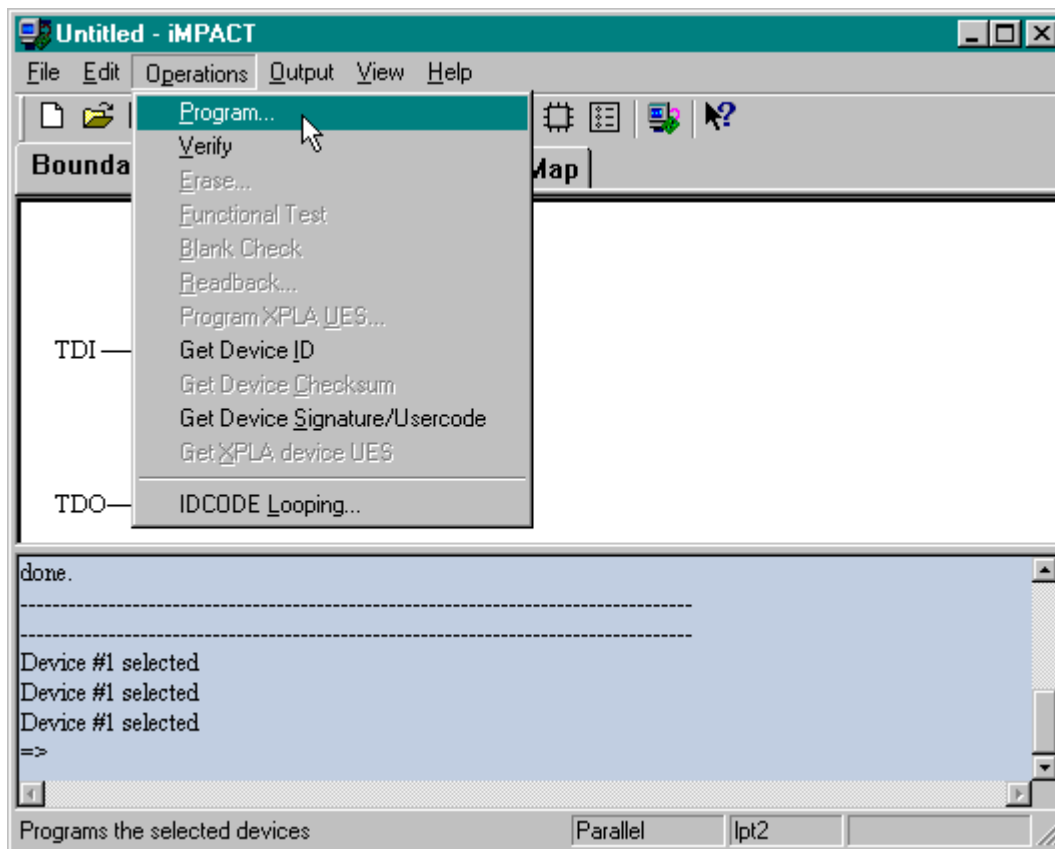 Untitled - iMPACT
File Edit Operations Output View Help
Program...
Verify
Bounda
Map
Erase...
Functional Test
Blank Check
Readback...
Program XPLA UES...
TDI
Get Device ID
Get Device Checksum
Get Device Signature/Usercode
Get XPLA device UES
TDO
IDCODE Looping...
done.
--------------------------------------------------------------------------------
--------------------------------------------------------------------------------
Device #1 selected
Device #1 selected
Device #1 selected
=>
Programs the selected devices Parallel lpt2